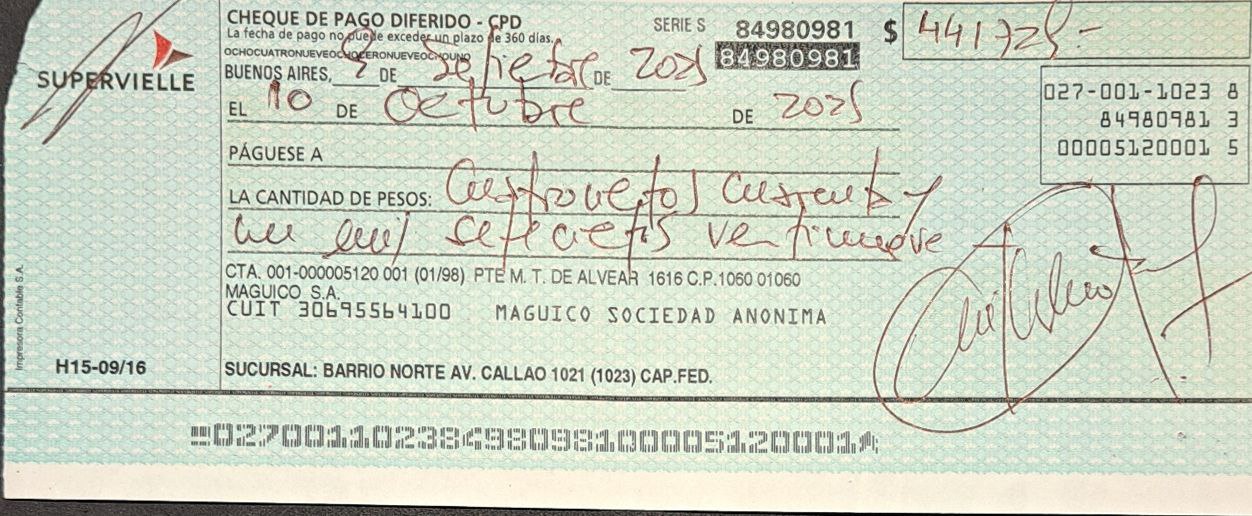 CHEQUE DE PAGO DIFERIDO - CPD
La fecha de pago no puede exceder un plazo de 360 días.
SERIE S 84980981
$ 441729-
OCHOCUATRONUEVEOCHOCERONUEVEOCHOUNO
84980981
SUPERVIELLE
BUENOS AIRES, 9 DE Setiembre DE 2025
EL 10 DE Octubre DE 2025
027-001-1023 8
84980981 3
00005120001 5
PÁGUESE A
LA CANTIDAD DE PESOS: Cuatrocientos cuarenta y
un mil setecientos veintinueve
CTA. 001-000005120 001 (01/98) PTE M. T. DE ALVEAR 1616 C.P.1060 01060
MAGUICO S.A.
CUIT 30695564100 MAGUICO SOCIEDAD ANONIMA
Impresora Contable S.A.
H15-09/16
SUCURSAL: BARRIO NORTE AV. CALLAO 1021 (1023) CAP.FED.
02700110238498098100005120001